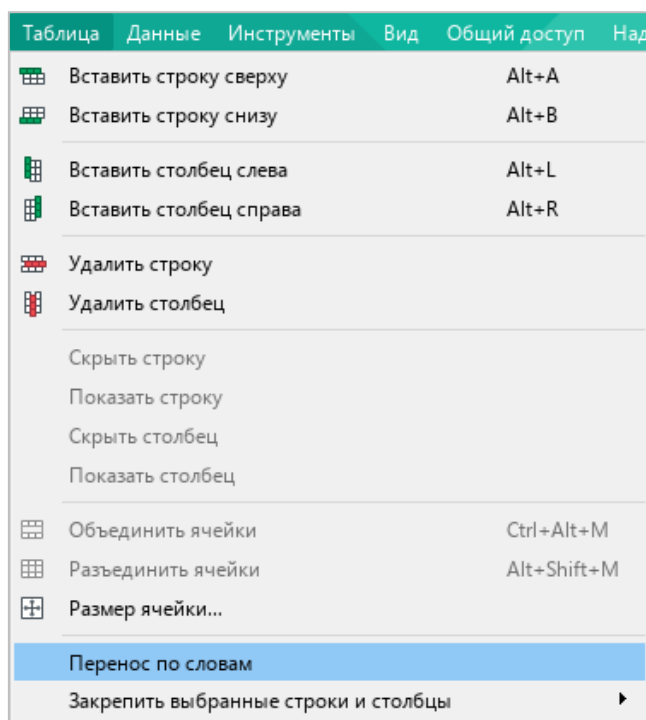 Таблица Данные Инструменты Вид Общий доступ
Вставить строку сверху Alt+A
Вставить строку снизу Alt+B
Вставить столбец слева Alt+L
Вставить столбец справа Alt+R
Удалить строку
Удалить столбец
Скрыть строку
Показать строку
Скрыть столбец
Показать столбец
Объединить ячейки Ctrl+Alt+M
Разъединить ячейки Alt+Shift+M
Размер ячейки...
Перенос по словам
Закрепить выбранные строки и столбцы